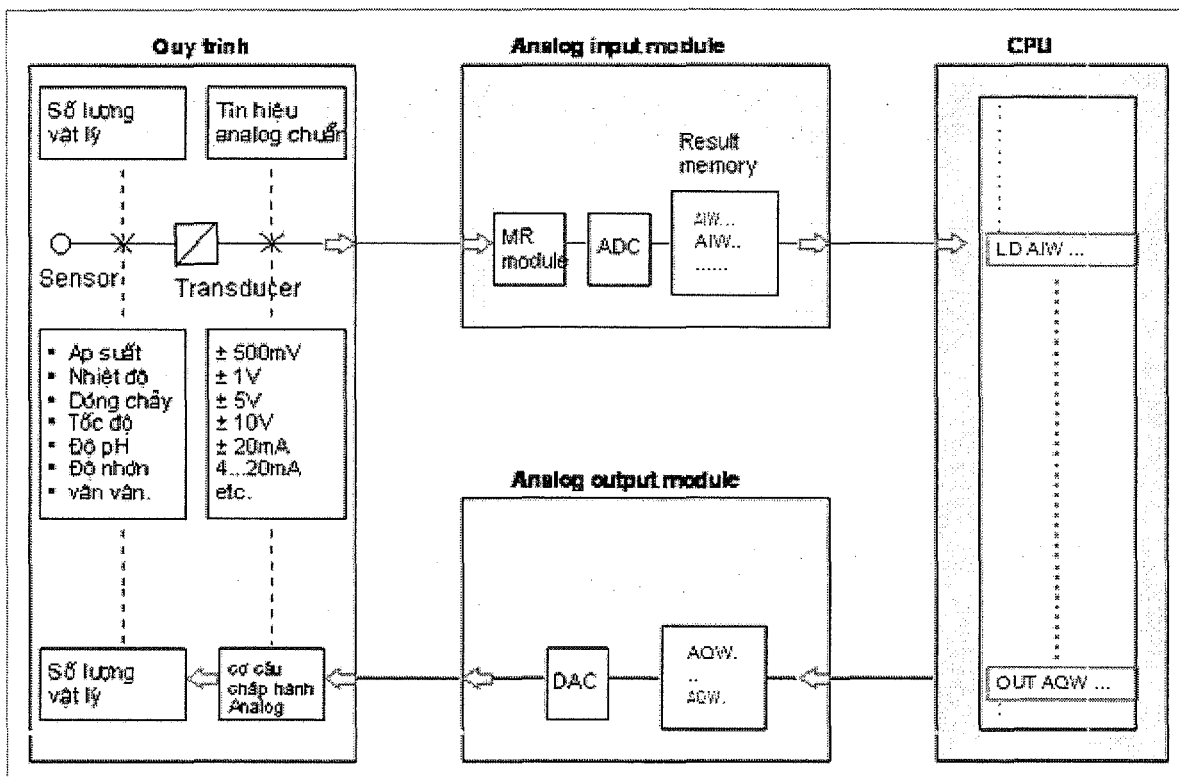 Quy trình
Analog input module
CPU
Số lượng
vật lý
Tín hiệu
analog chuẩn
Result
memory
AIW...
AIW..
......
MR
module
ADC
LD AIW ...
Sensor
Transducer
▪ Áp suất
▪ Nhiệt độ
▪ Dóng chảy
▪ Tốc độ
▪ Độ pH
▪ Độ nhớn
▪ vân vân.
± 500mV
± 1V
± 5V
± 10V
± 20mA
4...20mA
etc.
Analog output module
Số lượng
vật lý
cơ cấu
chấp hành
Analog
DAC
AQW.
..
AQW.
OUT AQW ...